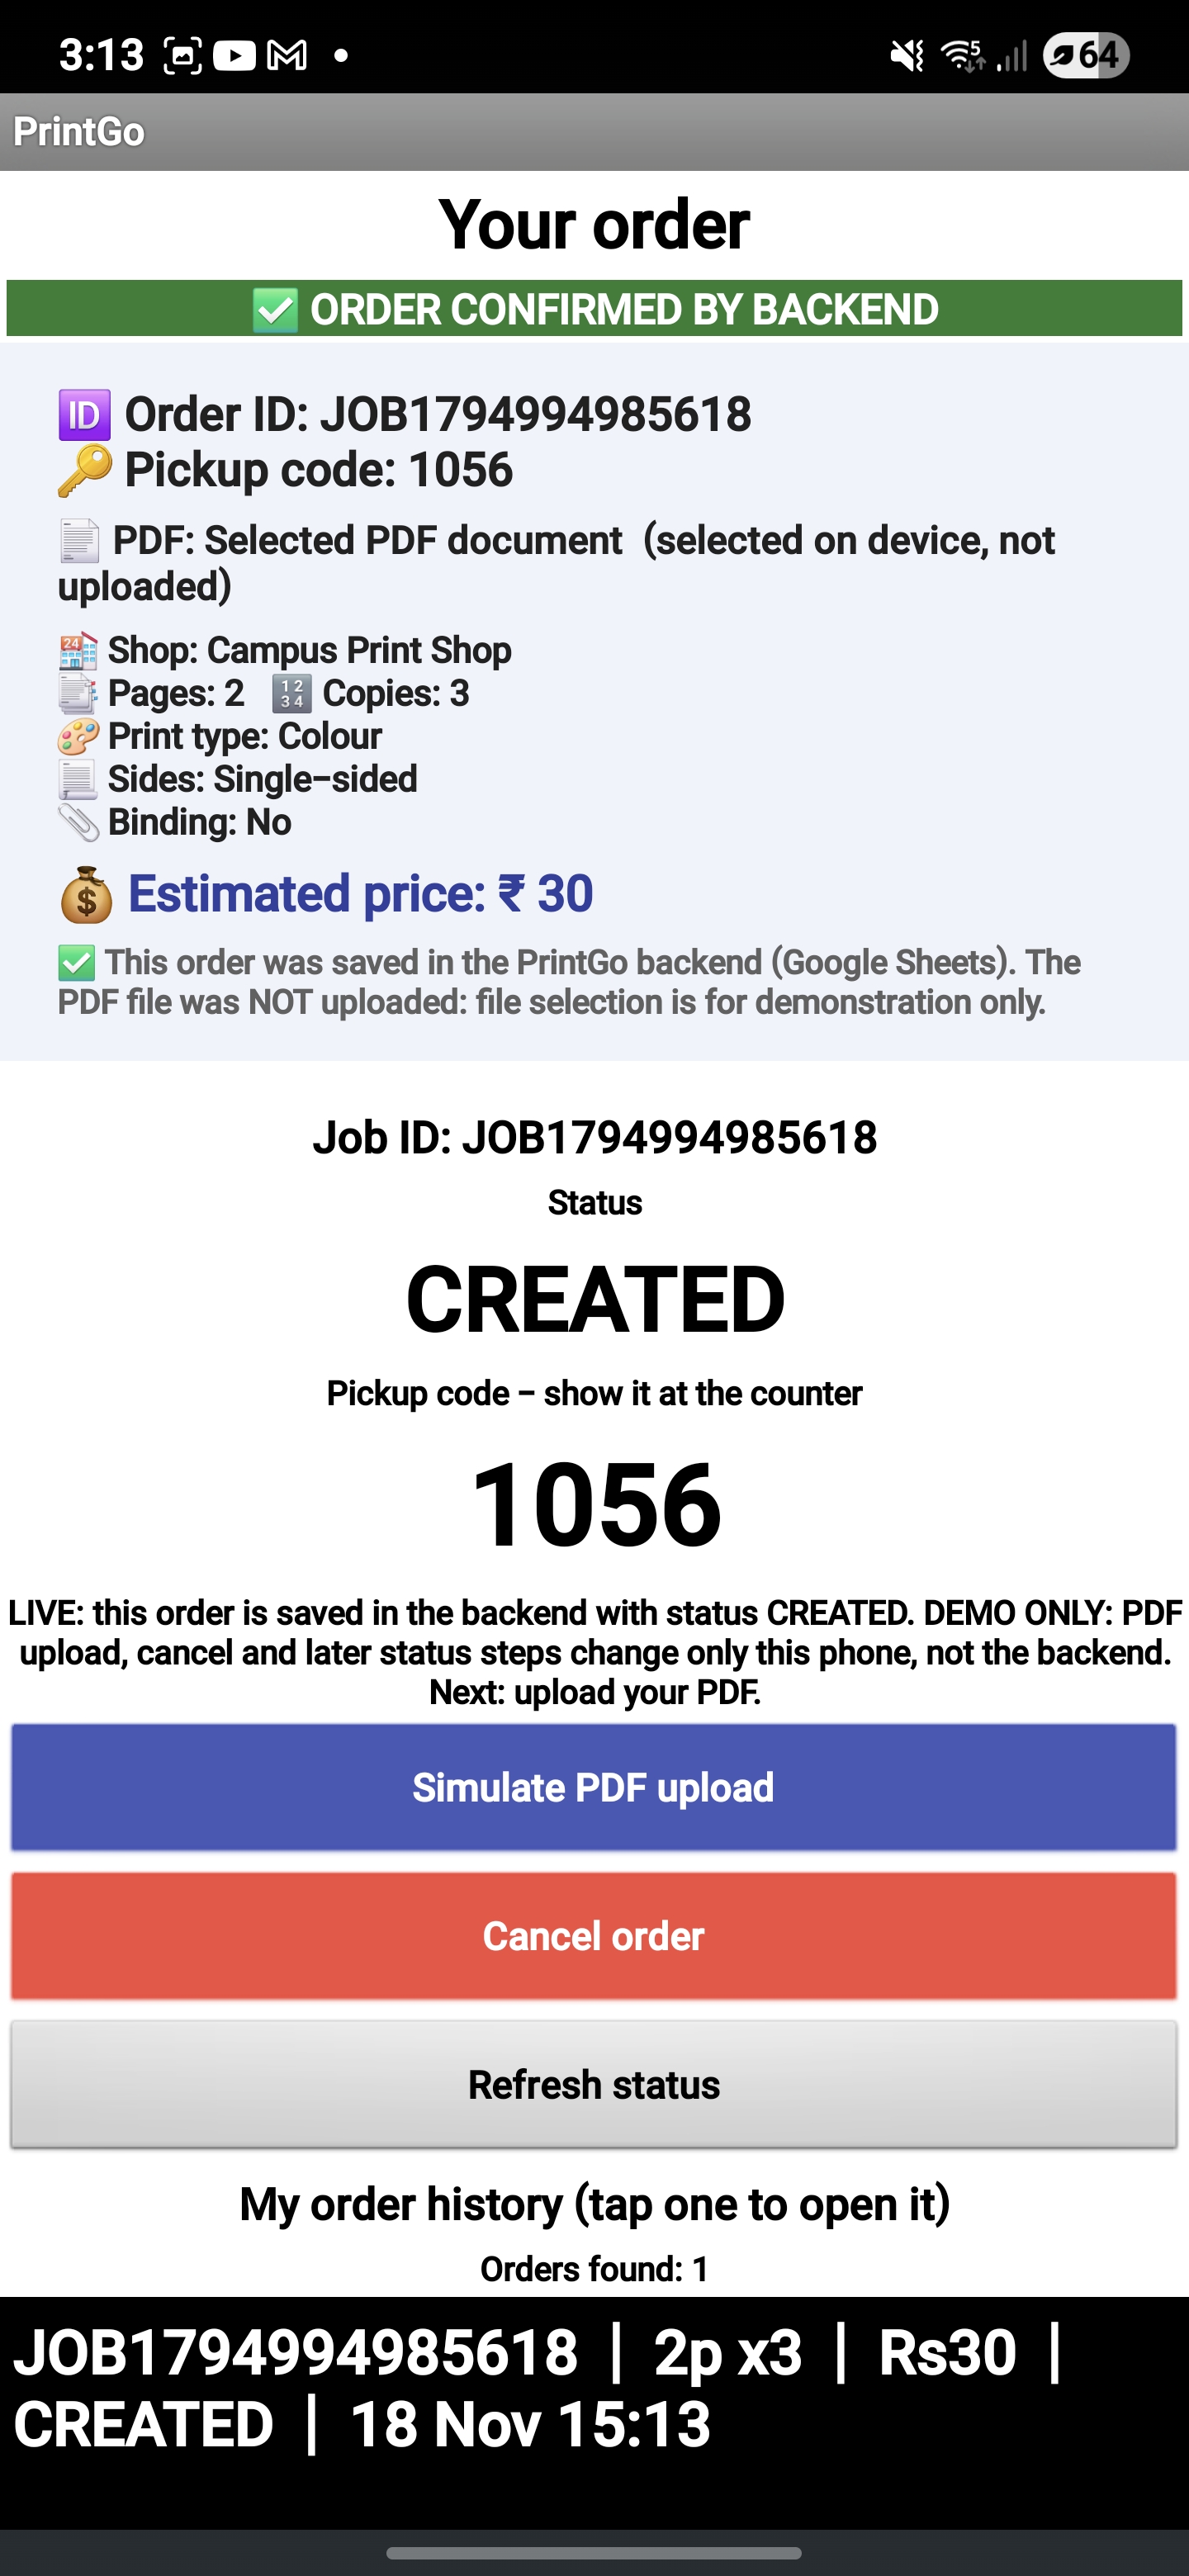 3:13
5
64
PrintGo
Your order
✅ ORDER CONFIRMED BY BACKEND
🆔 Order ID: JOB1794994985618
🔑 Pickup code: 1056
📄 PDF: Selected PDF document (selected on device, not
uploaded)
🏪 Shop: Campus Print Shop
📑 Pages: 2 🔢 Copies: 3
🎨 Print type: Colour
📃 Sides: Single-sided
📎 Binding: No
💰 Estimated price: ₹ 30
✅ This order was saved in the PrintGo backend (Google Sheets). The
PDF file was NOT uploaded: file selection is for demonstration only.
Job ID: JOB1794994985618
Status
CREATED
Pickup code - show it at the counter
1056
LIVE: this order is saved in the backend with status CREATED. DEMO ONLY: PDF
upload, cancel and later status steps change only this phone, not the backend.
Next: upload your PDF.
Simulate PDF upload
Cancel order
Refresh status
My order history (tap one to open it)
Orders found: 1
JOB1794994985618 | 2p x3 | Rs30 |
CREATED | 18 Nov 15:13